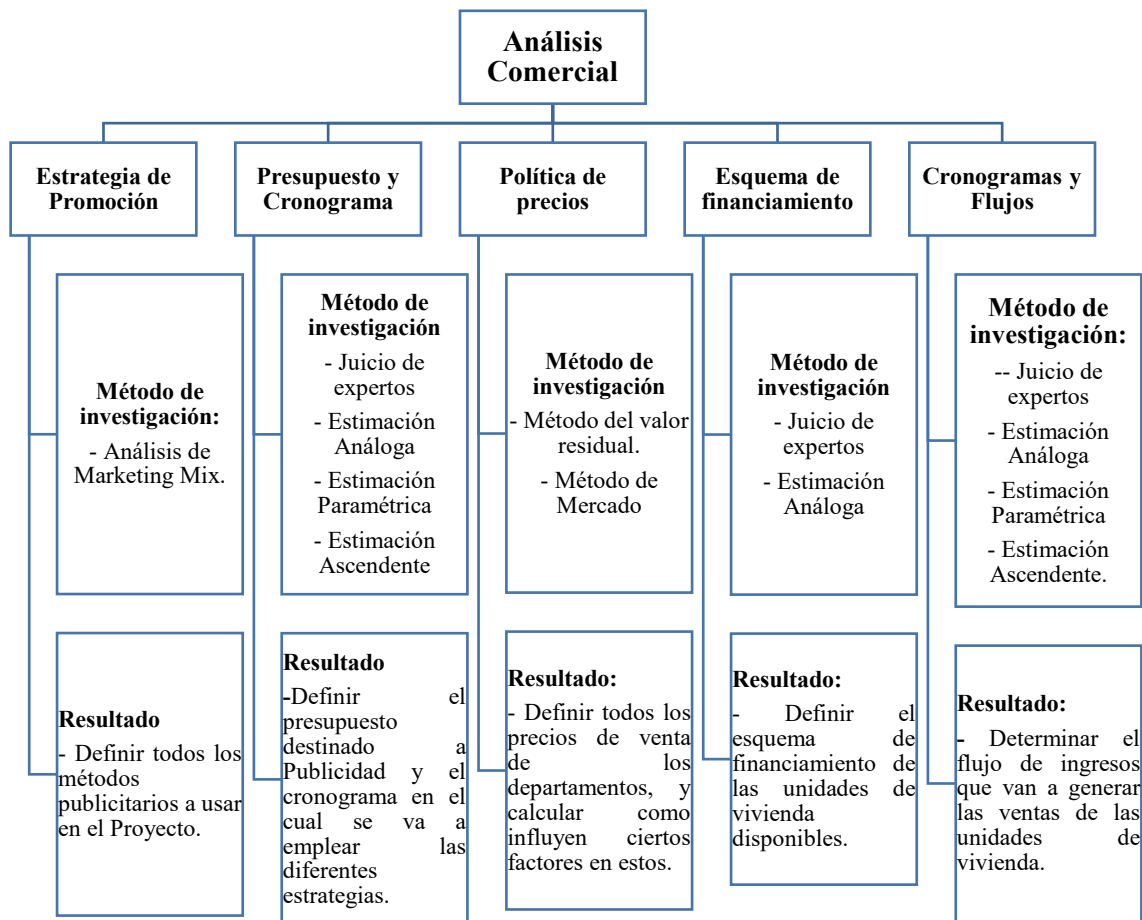 Análisis
Comercial
Estrategia de
Promoción
Método de
investigación:
- Análisis de
Marketing Mix.
Resultado
- Definir todos los
métodos
publicitarios a usar
en el Proyecto.
Presupuesto y
Cronograma
Método de
investigación
- Juicio de
expertos
- Estimación
Análoga
- Estimación
Paramétrica
- Estimación
Ascendente
Resultado
-Definir el
presupuesto
destinado a
Publicidad y el
cronograma en el
cual se va a
emplear las
diferentes
estrategias.
Política de
precios
Método de
investigación
- Método del valor
residual.
- Método de
Mercado
Resultado:
- Definir todos los
precios de venta
de los
departamentos, y
calcular como
influyen ciertos
factores en estos.
Esquema de
financiamiento
Método de
investigación
- Juicio de
expertos
- Estimación
Análoga
Resultado:
- Definir el
esquema de
financiamiento de
las unidades de
vivienda
disponibles.
Cronogramas y
Flujos
Método de
investigación:
-- Juicio de
expertos
- Estimación
Análoga
- Estimación
Paramétrica
- Estimación
Ascendente.
Resultado:
- Determinar el
flujo de ingresos
que van a generar
las ventas de las
unidades de
vivienda.